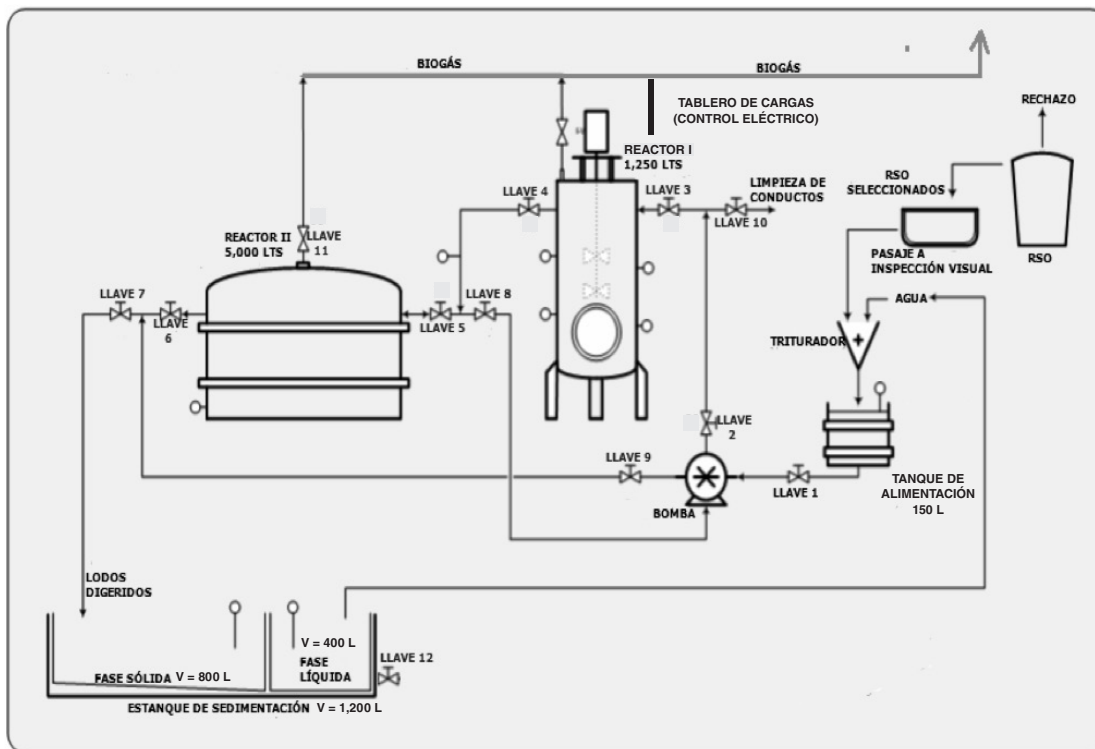 BIOGÁS
BIOGÁS
TABLERO DE CARGAS
(CONTROL ELÉCTRICO)
RECHAZO
REACTOR I
1,250 LTS
RSO
SELECCIONADOS
LLAVE 4
LLAVE 3
LIMPIEZA DE
CONDUCTOS
LLAVE 10
REACTOR II
5,000 LTS
LLAVE
11
PASAJE A
INSPECCIÓN VISUAL
RSO
LLAVE 7
LLAVE
6
LLAVE 5
LLAVE 8
AGUA
TRITURADOR
LLAVE
2
LLAVE 9
LLAVE 1
BOMBA
TANQUE DE
ALIMENTACIÓN
150 L
LODOS
DIGERIDOS
V = 400 L
FASE
LÍQUIDA
LLAVE 12
FASE SÓLIDA V = 800 L
ESTANQUE DE SEDIMENTACIÓN V = 1,200 L